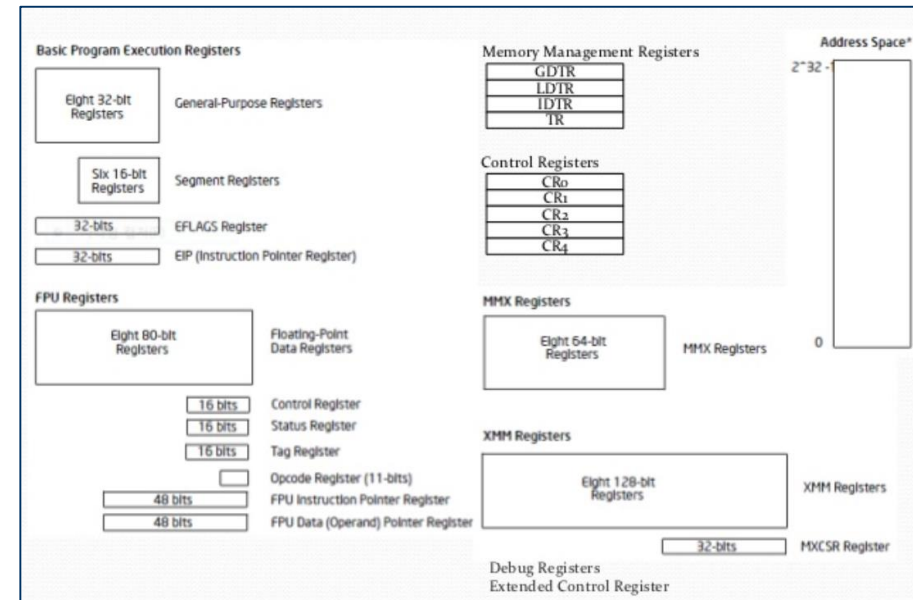 Basic Program Execution Registers
Eight 32-bit
Registers
General-Purpose Registers
Six 16-bit
Registers
Segment Registers
32-bits
EFLAGS Register
32-bits
EIP (Instruction Pointer Register)
FPU Registers
Eight 80-bit
Registers
Floating-Point
Data Registers
16 bits
Control Register
16 bits
Status Register
16 bits
Tag Register
Opcode Register (11-bits)
48 bits
FPU Instruction Pointer Register
48 bits
FPU Data (Operand) Pointer Register
Memory Management Registers
GDTR
LDTR
IDTR
TR
Control Registers
CR0
CR1
CR2
CR3
CR4
MMX Registers
Eight 64-bit
Registers
MMX Registers
XMM Registers
Eight 128-bit
Registers
XMM Registers
32-bits
MXCSR Register
Debug Registers
Extended Control Register
Address Space*
2^32 -1
0